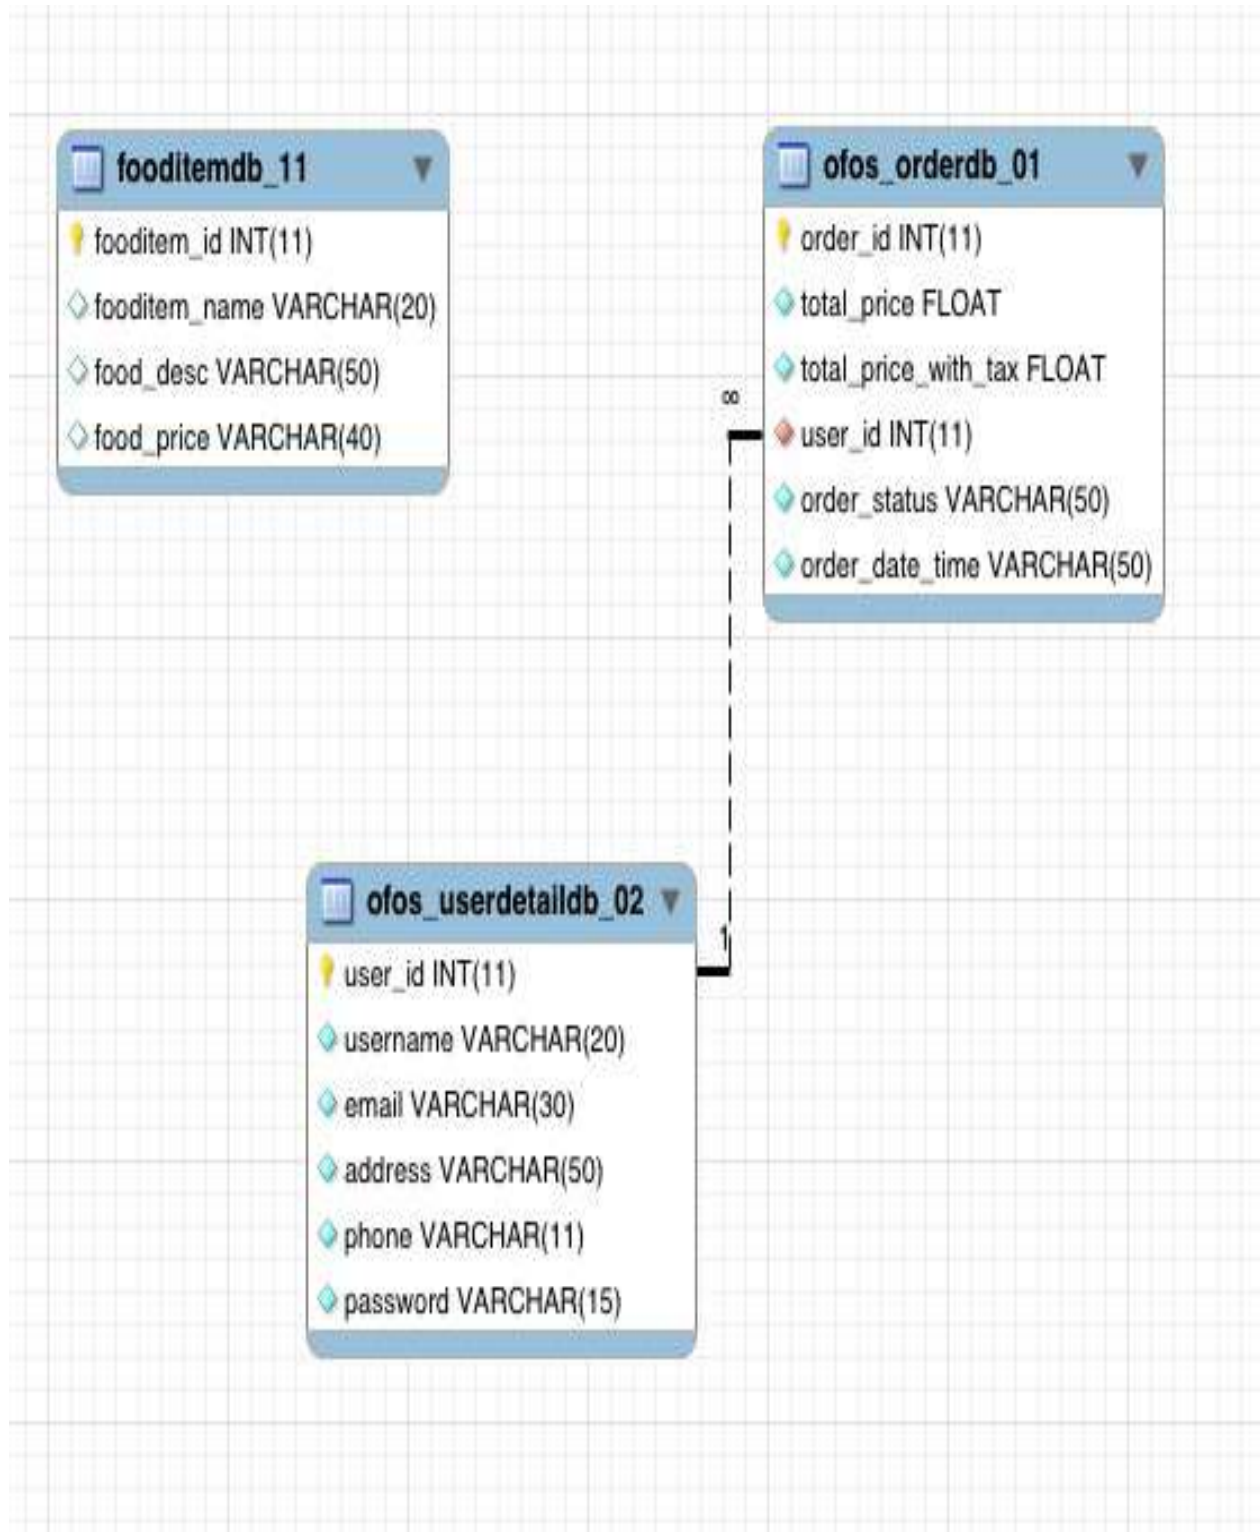 fooditemdb_11
fooditem_id INT(11)
fooditem_name VARCHAR(20)
food_desc VARCHAR(50)
food_price VARCHAR(40)
ofos_orderdb_01
order_id INT(11)
total_price FLOAT
total_price_with_tax FLOAT
user_id INT(11)
order_status VARCHAR(50)
order_date_time VARCHAR(50)
∞
1
ofos_userdetaildb_02
user_id INT(11)
username VARCHAR(20)
email VARCHAR(30)
address VARCHAR(50)
phone VARCHAR(11)
password VARCHAR(15)